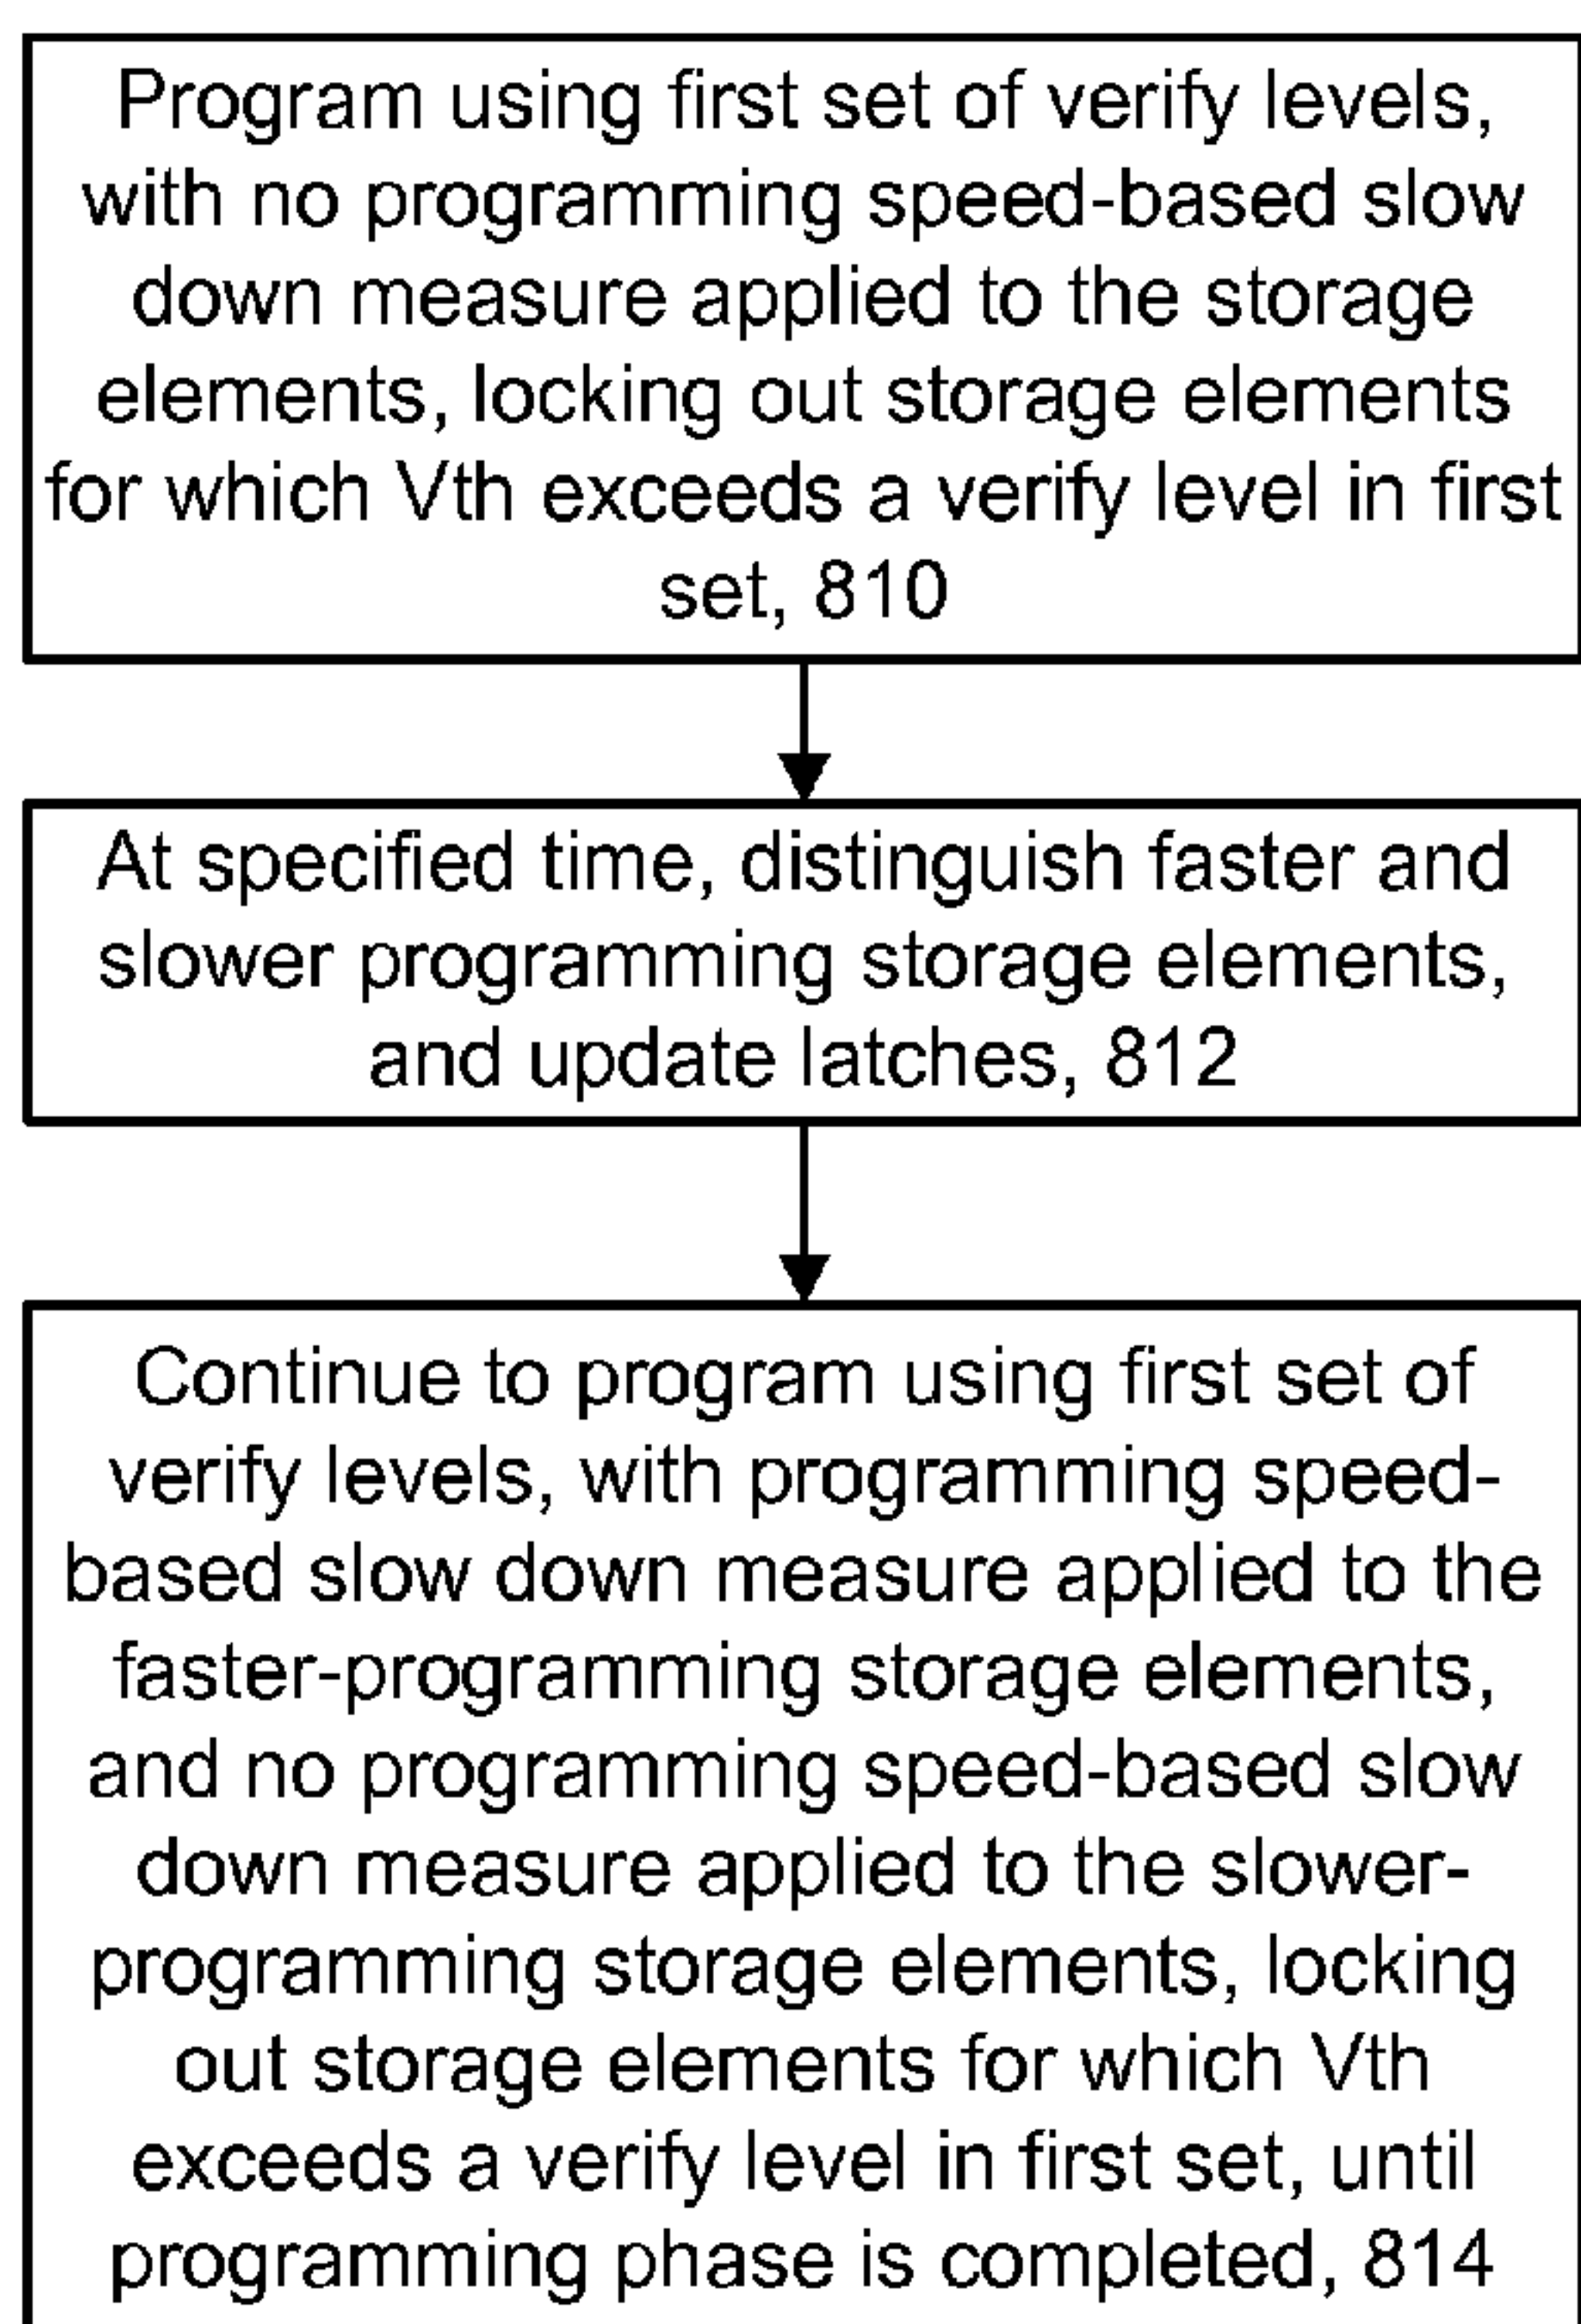 Program using first set of verify levels,
with no programming speed-based slow
down measure applied to the storage
elements, locking out storage elements
for which Vth exceeds a verify level in first
set, 810
At specified time, distinguish faster and
slower programming storage elements,
and update latches, 812
Continue to program using first set of
verify levels, with programming speed-
based slow down measure applied to the
faster-programming storage elements,
and no programming speed-based slow
down measure applied to the slower-
programming storage elements, locking
out storage elements for which Vth
exceeds a verify level in first set, until
programming phase is completed, 814